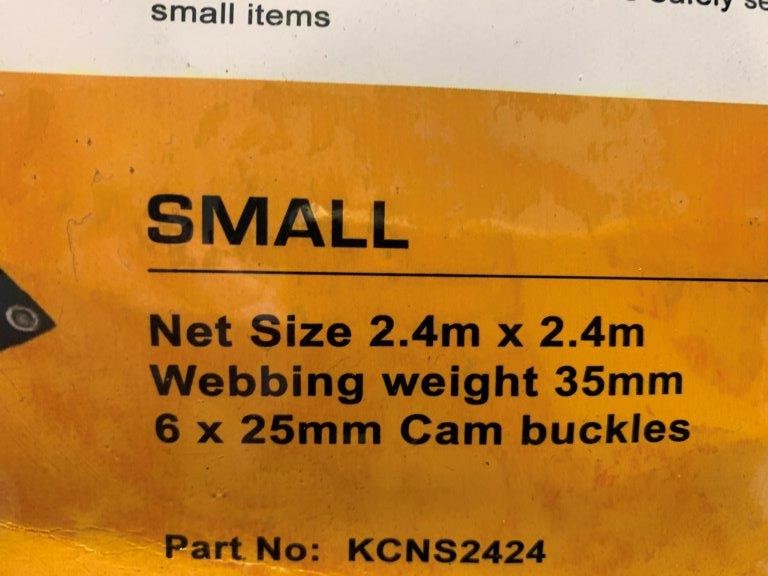 small items
SMALL
Net Size 2.4m x 2.4m
Webbing weight 35mm
6 x 25mm Cam buckles
Part No: KCNS2424